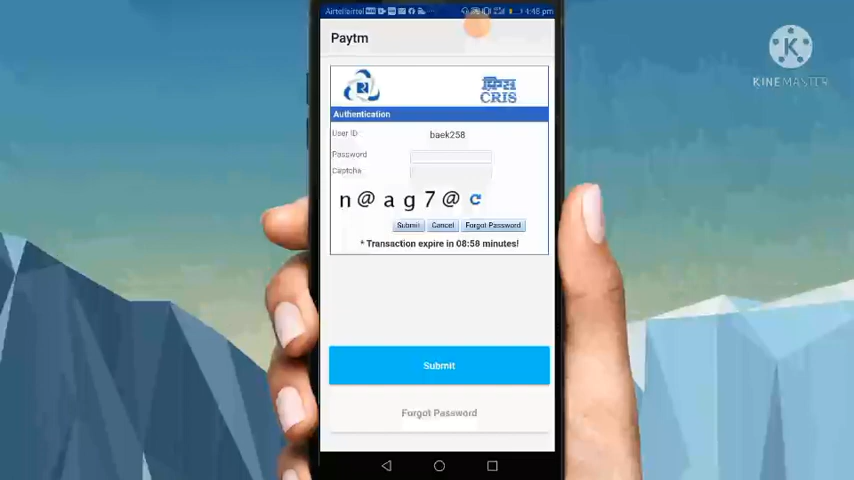 Airtel airtel 4:45 pm
Paytm
क्रिस
CRIS
Authentication
User ID :
baek258
Password
Captcha
n @ a g 7 @
Submit Cancel Forgot Password
* Transaction expire in 08:58 minutes!
Submit
Forgot Password
K
KINEMASTER